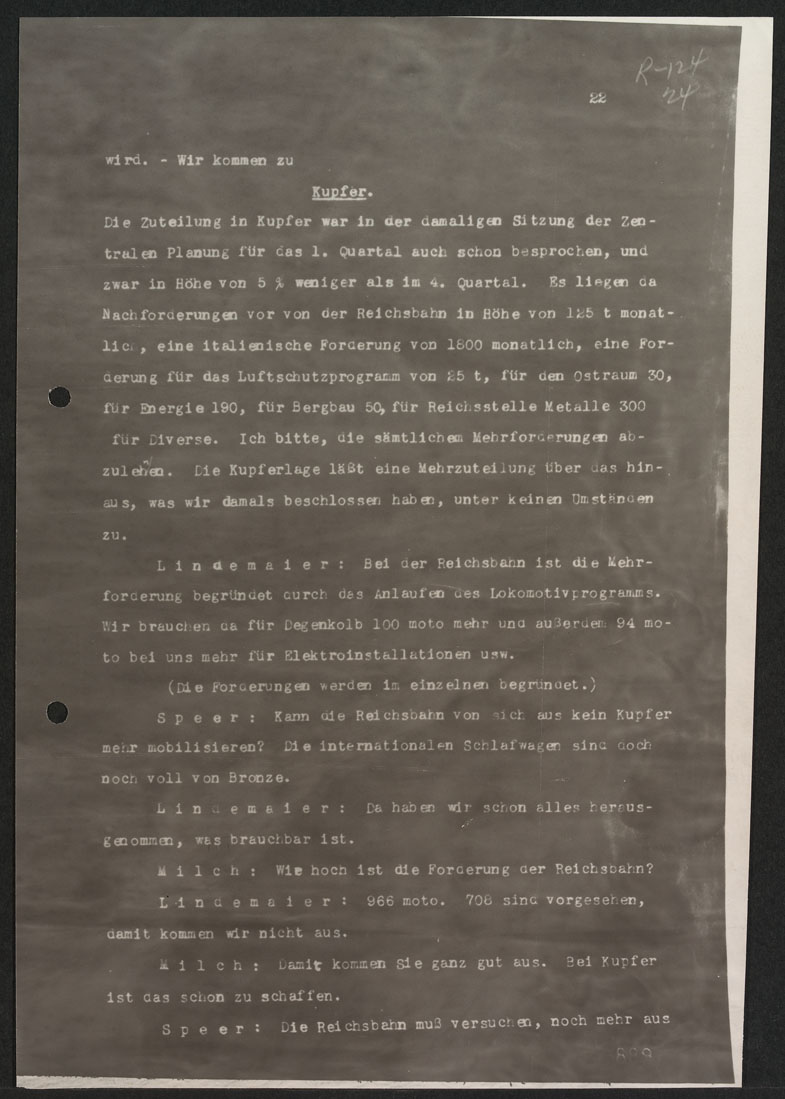 R-124
22
24
wird. - Wir kommen zu
Kupfer.
Die Zuteilung in Kupfer war in der damaligen Sitzung der Zen-
tralen Planung für das 1. Quartal auch schon besprochen, und
zwar in Höhe von 5 % weniger als im 4. Quartal. Es liegen da
Nachforderungen vor von der Reichsbahn in Höhe von 125 t monat-
lich, eine italienische Forderung von 1800 monatlich, eine For-
derung für das Luftschutzprogramm von 25 t, für den Ostraum 30,
für Energie 190, für Bergbau 50, für Reichsstelle Metalle 300
für Diverse. Ich bitte, die sämtlichem Mehrforderungen ab-
zulehen. Die Kupferlage läßt eine Mehrzuteilung über das hin-
aus, was wir damals beschlossen haben, unter keinen Umständen
zu.
Lindemaier: Bei der Reichsbahn ist die Mehr-
forderung begründet durch das Anlaufen des Lokomotivprogramms.
Wir brauchen da für Degenkolb 100 moto mehr und außerdem 94 mo-
to bei uns mehr für Elektroinstallationen usw.
(Die Forderungen werden im einzelnen begründet.)
Speer: Kann die Reichsbahn von sich aus kein Kupfer
mehr mobilisieren? Die internationalen Schlafwagen sind doch
noch voll von Bronze.
Lindemaier: Da haben wir schon alles heraus-
genommen, was brauchbar ist.
Milch: Wie hoch ist die Forderung der Reichsbahn?
Lindemaier: 966 moto. 708 sind vorgesehen,
damit kommen wir nicht aus.
Milch: Damit kommen Sie ganz gut aus. Bei Kupfer
ist das schon zu schaffen.
Speer: Die Reichsbahn muß versuchen, noch mehr aus